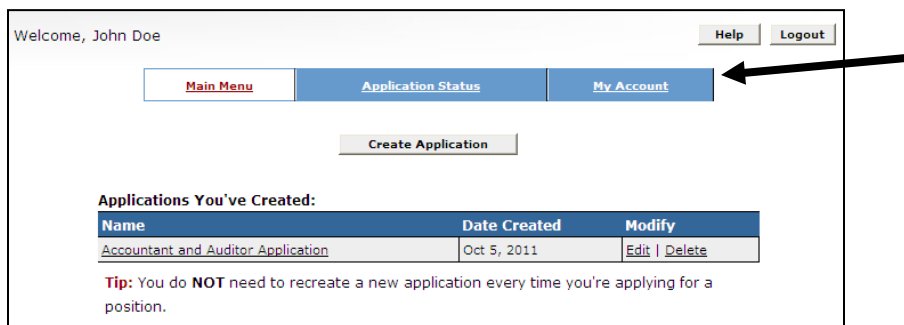 Welcome, John Doe Help Logout
Main Menu Application Status My Account
Create Application
Applications You've Created:
Name Date Created Modify
Accountant and Auditor Application Oct 5, 2011 Edit | Delete
Tip: You do NOT need to recreate a new application every time you're applying for a
position.